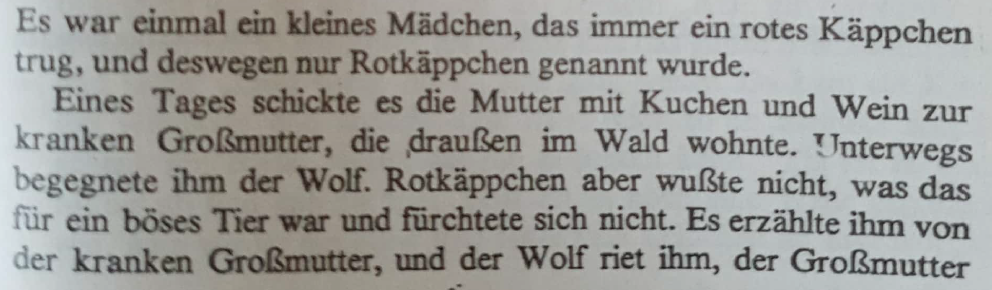 Es war einmal ein kleines Mädchen, das immer ein rotes Käppchen
trug, und deswegen nur Rotkäppchen genannt wurde.
Eines Tages schickte es die Mutter mit Kuchen und Wein zur
kranken Großmutter, die draußen im Wald wohnte. Unterwegs
begegnete ihm der Wolf. Rotkäppchen aber wußte nicht, was das
für ein böses Tier war und fürchtete sich nicht. Es erzählte ihm von
der kranken Großmutter, und der Wolf riet ihm, der Großmutter